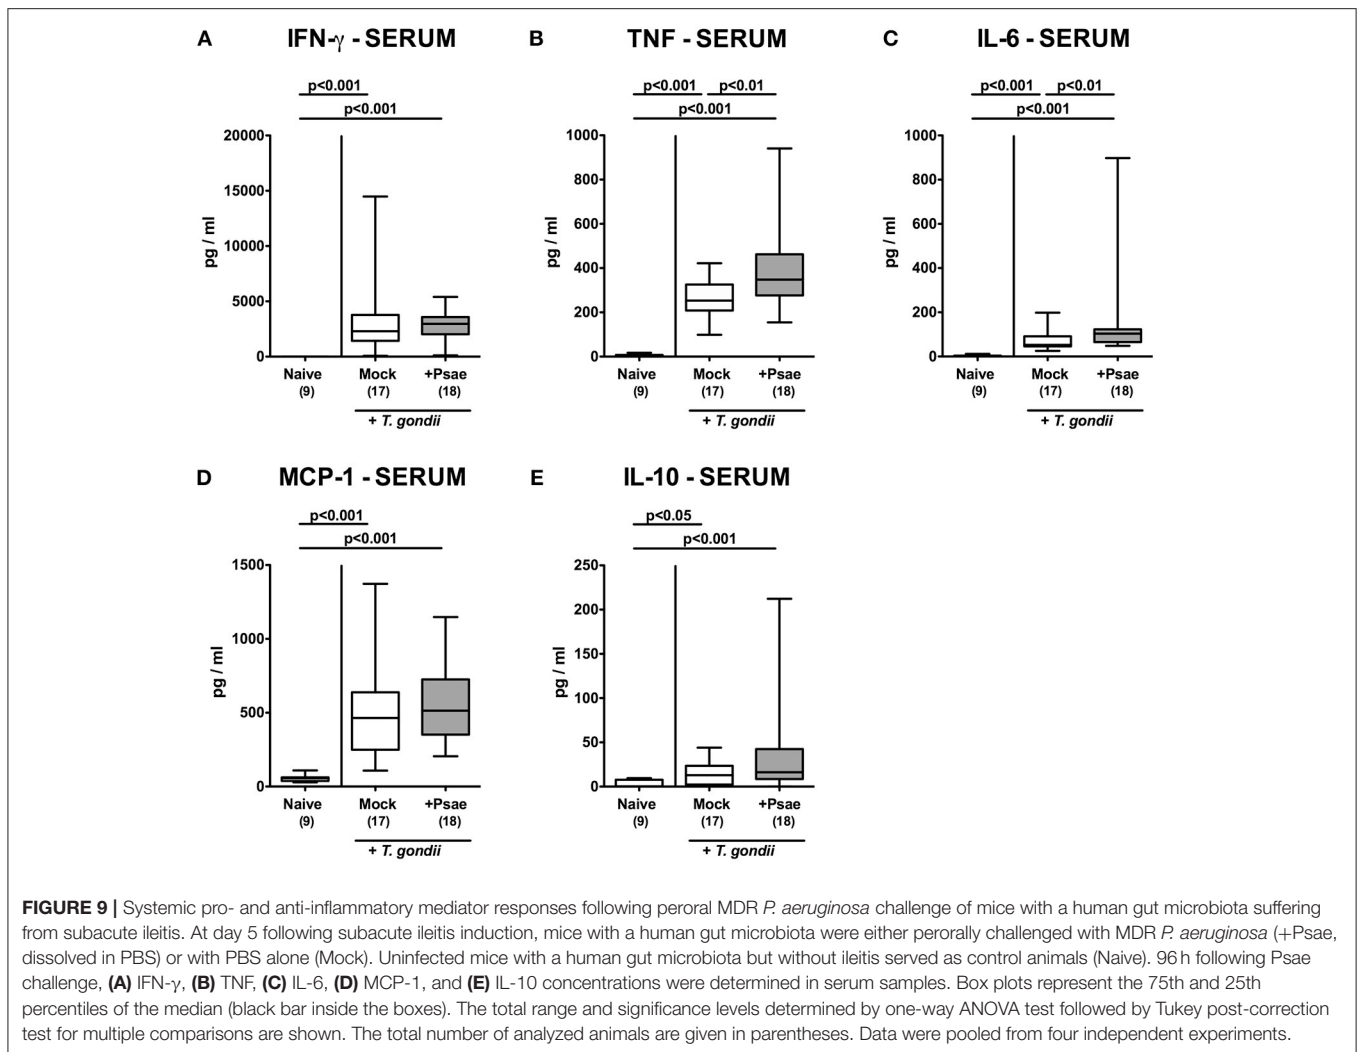 A IFN-γ - SERUM
p<0.001
p<0.001
20000
15000
10000
5000
0
pg / ml
Naive Mock +Psae
(9) (17) (18)
+ T. gondii
B TNF - SERUM
p<0.001 p<0.01
p<0.001
1000
800
600
400
200
0
pg / ml
Naive Mock +Psae
(9) (17) (18)
+ T. gondii
C IL-6 - SERUM
p<0.001 p<0.01
p<0.001
1000
800
600
400
200
0
pg / ml
Naive Mock +Psae
(9) (17) (18)
+ T. gondii
D MCP-1 - SERUM
p<0.001
p<0.001
1500
1000
500
0
pg / ml
Naive Mock +Psae
(9) (17) (18)
+ T. gondii
E IL-10 - SERUM
p<0.05
p<0.001
250
200
150
100
50
0
pg / ml
Naive Mock +Psae
(9) (17) (18)
+ T. gondii
FIGURE 9 | Systemic pro- and anti-inflammatory mediator responses following peroral MDR P. aeruginosa challenge of mice with a human gut microbiota suffering
from subacute ileitis. At day 5 following subacute ileitis induction, mice with a human gut microbiota were either perorally challenged with MDR P. aeruginosa (+Psae,
dissolved in PBS) or with PBS alone (Mock). Uninfected mice with a human gut microbiota but without ileitis served as control animals (Naive). 96 h following Psae
challenge, (A) IFN-γ, (B) TNF, (C) IL-6, (D) MCP-1, and (E) IL-10 concentrations were determined in serum samples. Box plots represent the 75th and 25th
percentiles of the median (black bar inside the boxes). The total range and significance levels determined by one-way ANOVA test followed by Tukey post-correction
test for multiple comparisons are shown. The total number of analyzed animals are given in parentheses. Data were pooled from four independent experiments.